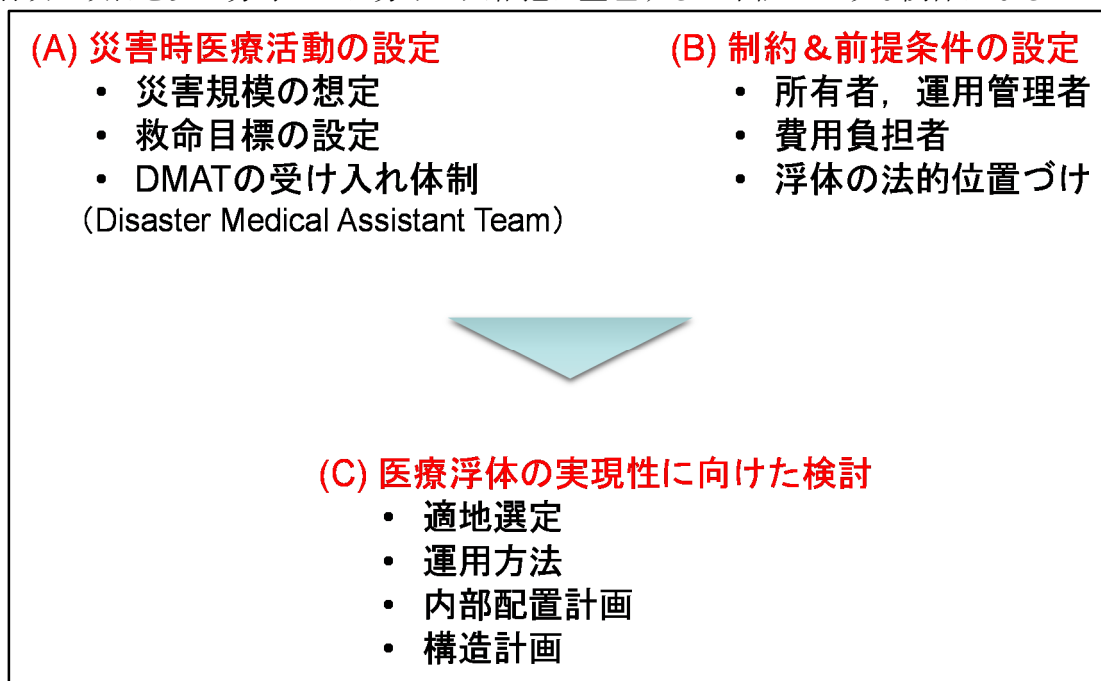 (A) 災害時医療活動の設定
• 災害規模の想定
• 救命目標の設定
• DMATの受け入れ体制
（Disaster Medical Assistant Team）
(B) 制約＆前提条件の設定
• 所有者，運用管理者
• 費用負担者
• 浮体の法的位置づけ
(C) 医療浮体の実現性に向けた検討
• 適地選定
• 運用方法
• 内部配置計画
• 構造計画